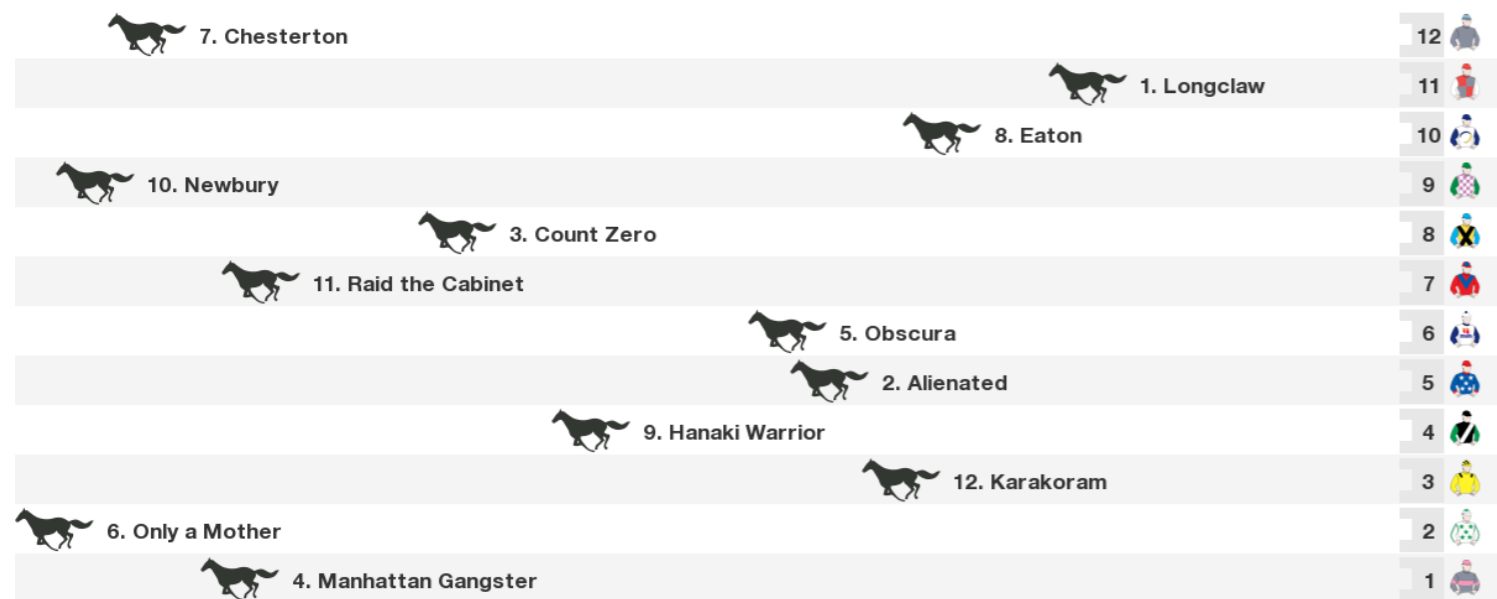 7. Chesterton 12
1. Longclaw 11
8. Eaton 10
10. Newbury 9
3. Count Zero 8
11. Raid the Cabinet 7
5. Obscura 6
2. Alienated 5
9. Hanaki Warrior 4
12. Karakoram 3
6. Only a Mother 2
4. Manhattan Gangster 1